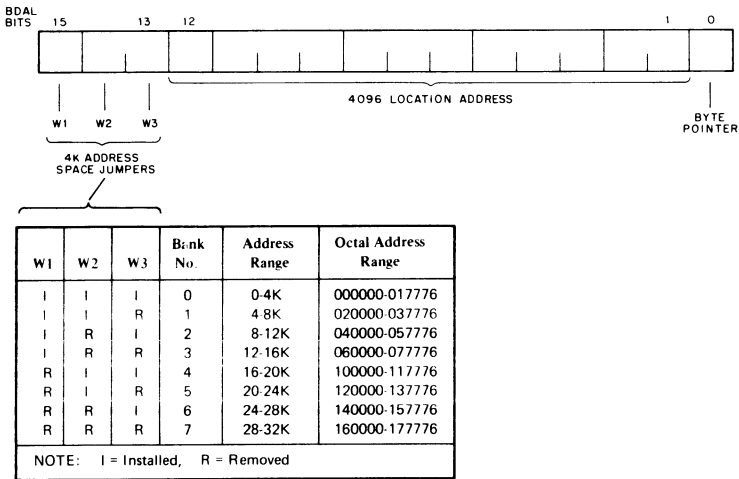 BDAL
BITS 15 13 12 1 0
4096 LOCATION ADDRESS
W1 W2 W3
BYTE
POINTER
4K ADDRESS
SPACE JUMPERS
W1 W2 W3 Bank No. Address Range Octal Address Range
I I I 0 0-4K 000000-017776
I I R 1 4-8K 020000-037776
I R I 2 8-12K 040000-057776
I R R 3 12-16K 060000-077776
R I I 4 16-20K 100000-117776
R I R 5 20-24K 120000-137776
R R I 6 24-28K 140000-157776
R R R 7 28-32K 160000-177776
NOTE: I = Installed, R = Removed